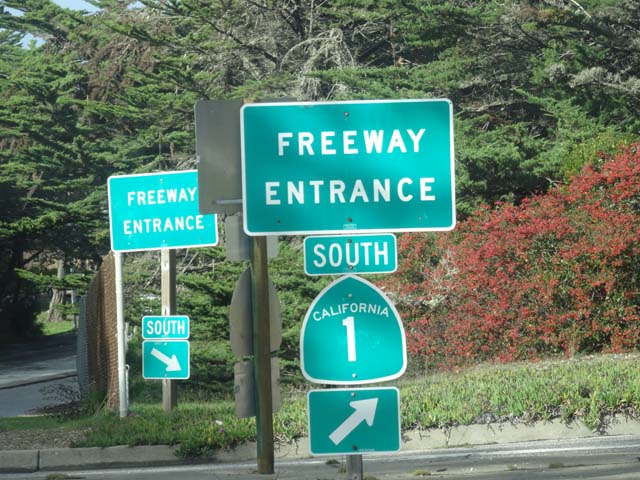 FREEWAY
ENTRANCE
SOUTH
FREEWAY
ENTRANCE
SOUTH
CALIFORNIA
1